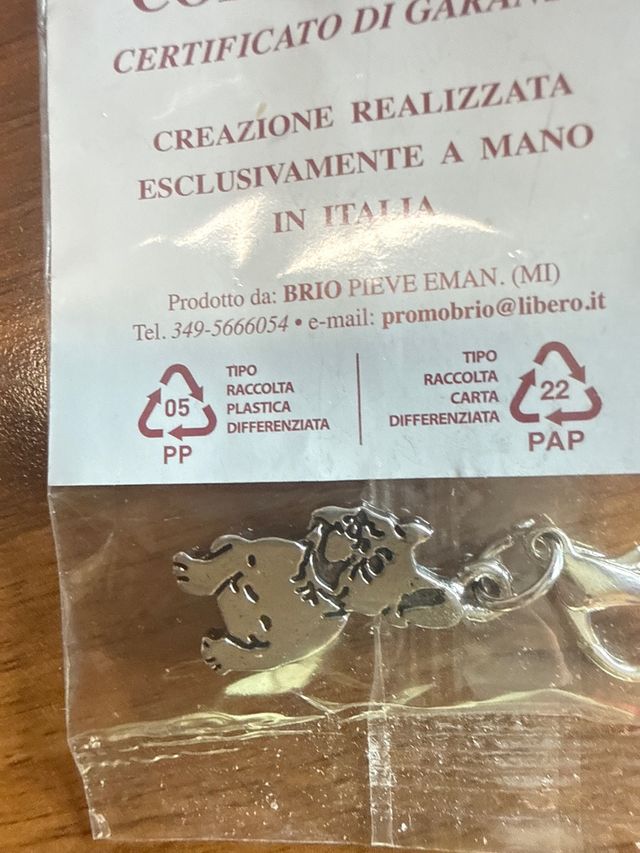 CERTIFICATO DI GARAN
CREAZIONE REALIZZATA
ESCLUSIVAMENTE A MANO
IN ITALIA
Prodotto da: BRIO PIEVE EMAN. (MI)
Tel. 349-5666054 • e-mail: promobrio@libero.it
05
PP
TIPO
RACCOLTA
PLASTICA
DIFFERENZIATA
TIPO
RACCOLTA
CARTA
DIFFERENZIATA
22
PAP